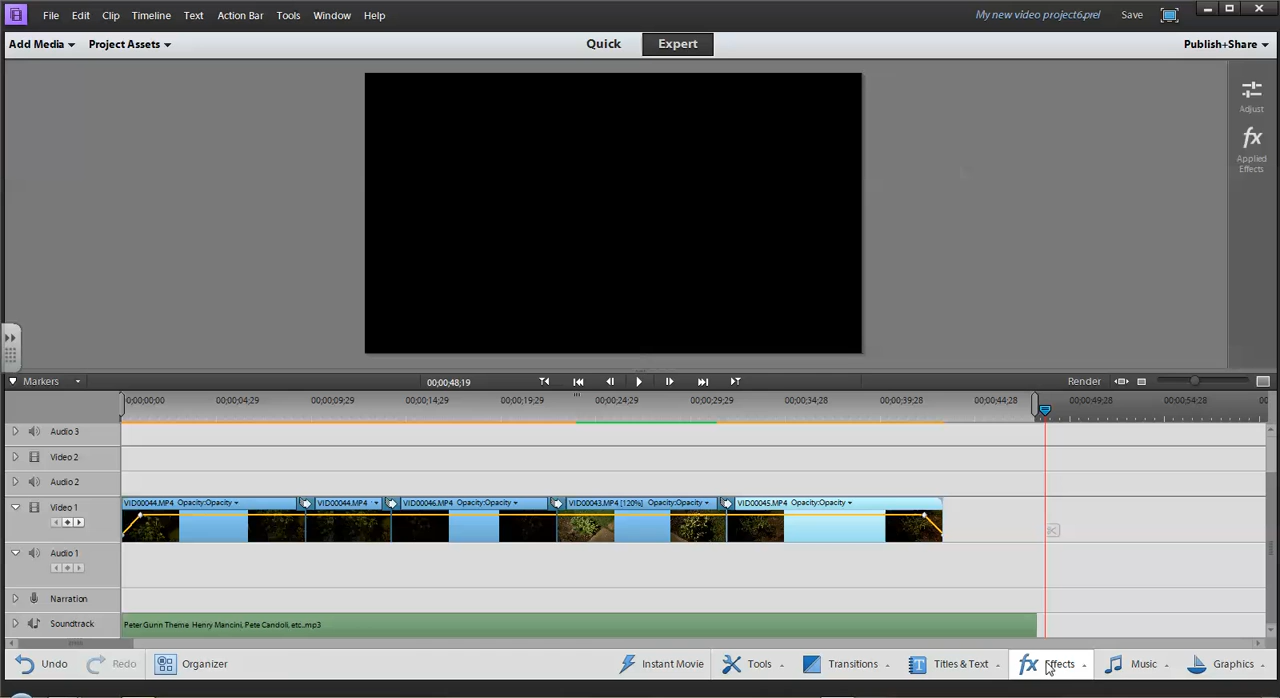 File Edit Clip Timeline Text Action Bar Tools Window Help My new video project6.prel Save
Add Media Project Assets Quick Expert Publish+Share
Adjust
fx
Applied
Effects
Markers 00;00;48;19 Render
0;00;00;00 00;00;04;29 00;00;09;29 00;00;14;29 00;00;19;29 00;00;24;29 00;00;29;29 00;00;34;28 00;00;39;28 00;00;44;28 00;00;49;28 00;00;54;28 00
Audio 3
Video 2
Audio 2
Video 1 VID00044.MP4 Opacity:Opacity VID00044.MP4 VID00046.MP4 Opacity:Opacity VID00043.MP4 [120%] Opacity:Opacity VID00045.MP4 Opacity:Opacity
Audio 1
Narration
Soundtrack Peter Gunn Theme Henry Mancini, Pete Candoli, etc..mp3
Undo Redo Organizer Instant Movie Tools Transitions T Titles & Text fx Effects Music Graphics